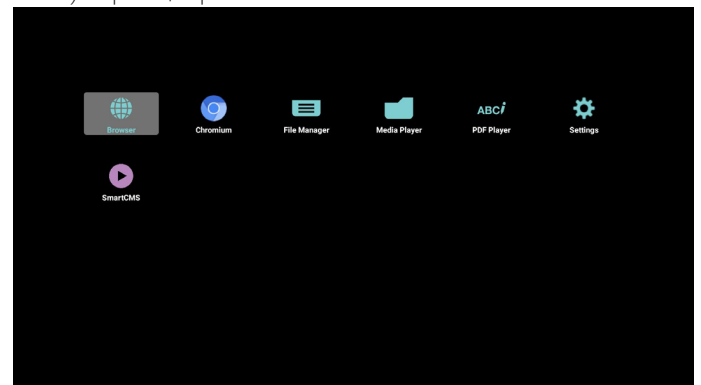 Browser
Chromium
File Manager
Media Player
ABCi
PDF Player
Settings
SmartCMS